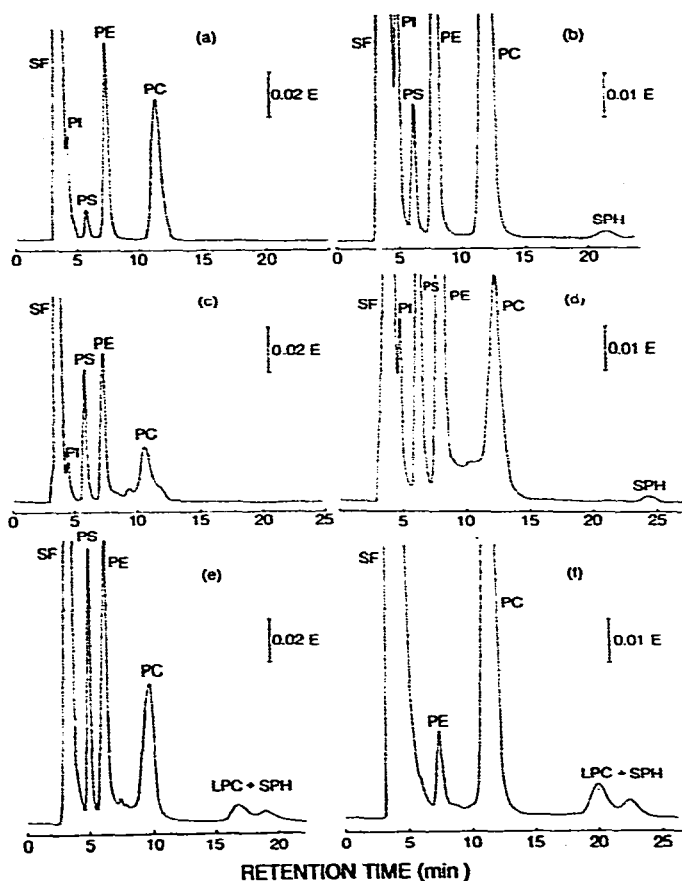 (a)
SF
PI
PS
PE
PC
0.02 E
0 5 10 15 20
(b)
SF
PI
PS
PE
PC
SPH
0.01 E
0 5 10 15 20
(c)
SF
PI
PS
PE
PC
0.02 E
0 5 10 15 20 25
(d)
SF
PI
PS
PE
PC
SPH
0.01 E
5 10 15 20 25
(e)
SF
PS
PE
PC
LPC + SPH
0.02 E
0 5 10 15 20
(f)
SF
PE
PC
LPC + SPH
0.01 E
0 5 10 15 20 25
RETENTION TIME (min)